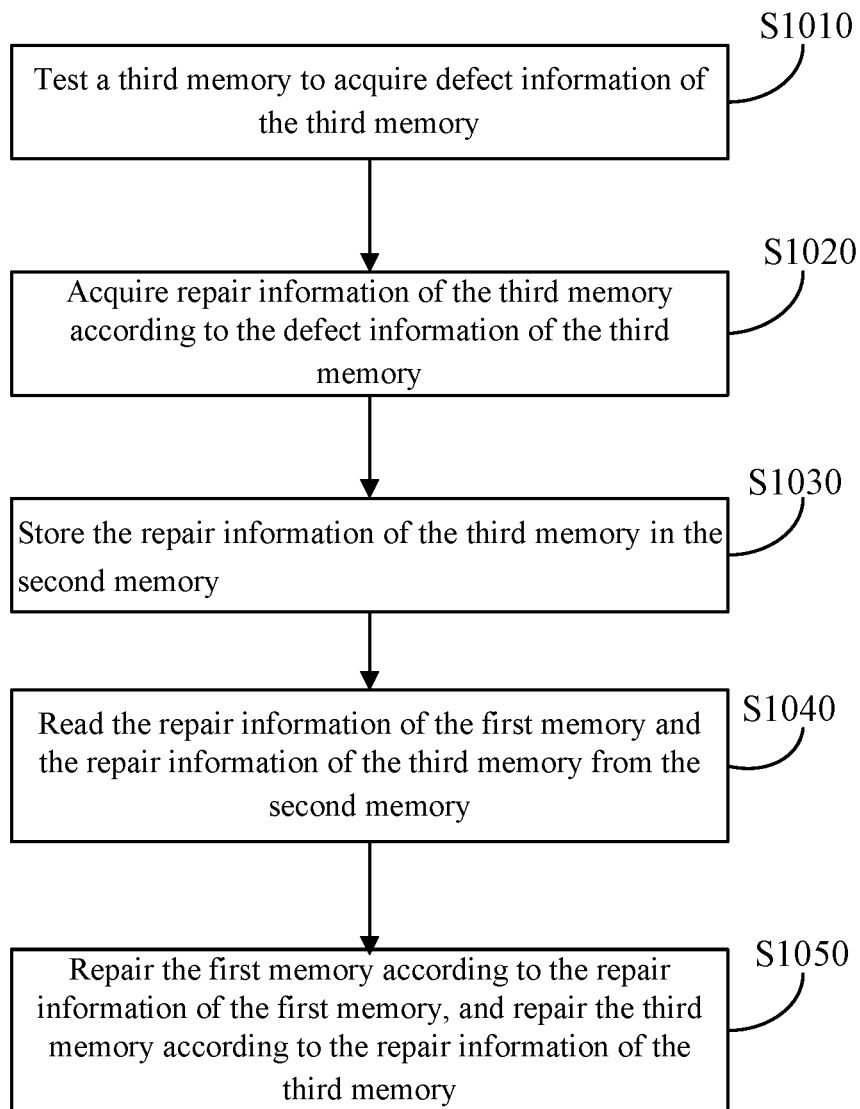 S1010
Test a third memory to acquire defect information of
the third memory
S1020
Acquire repair information of the third memory
according to the defect information of the third
memory
S1030
Store the repair information of the third memory in the
second memory
S1040
Read the repair information of the first memory and
the repair information of the third memory from the
second memory
S1050
Repair the first memory according to the repair
information of the first memory, and repair the third
memory according to the repair information of the
third memory